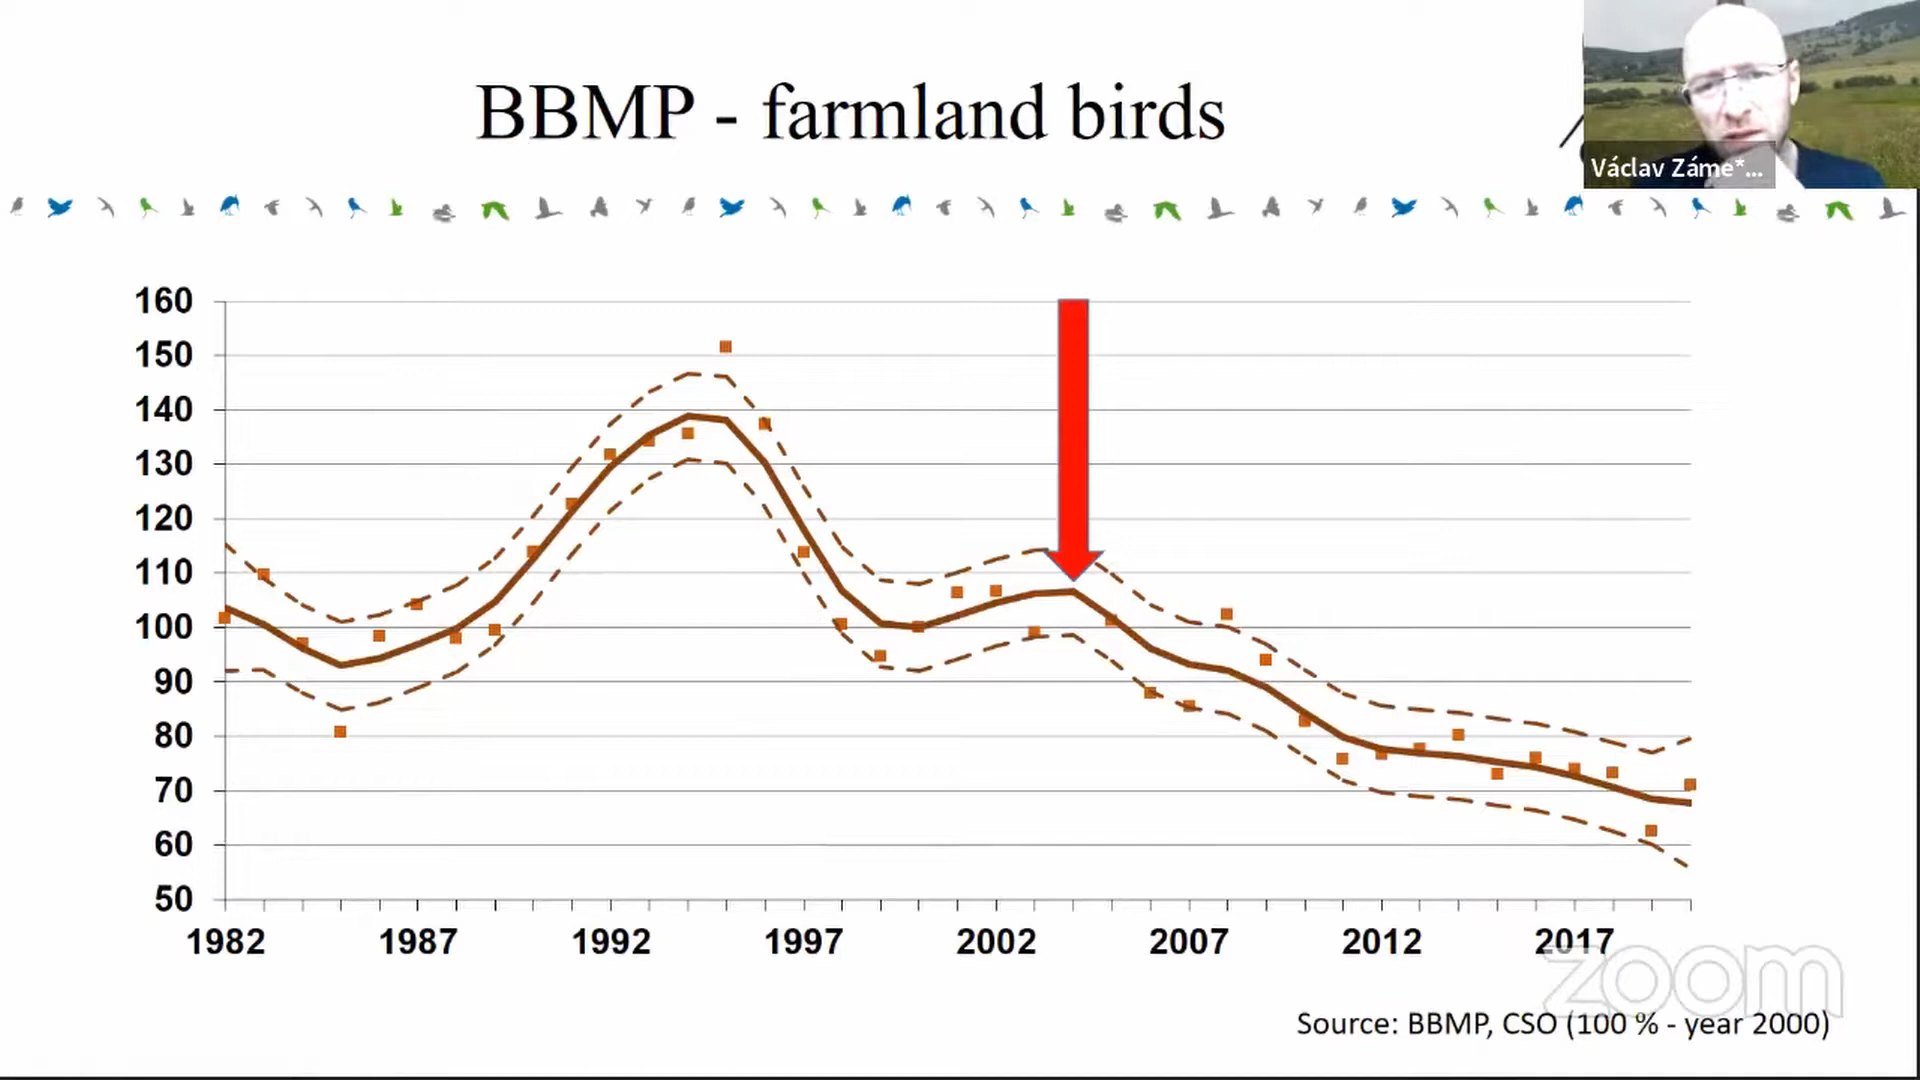 BBMP - farmland birds
Václav Záme*...
160
150
140
130
120
110
100
90
80
70
60
50
1982 1987 1992 1997 2002 2007 2012 2017
zoom
Source: BBMP, CSO (100 % - year 2000)